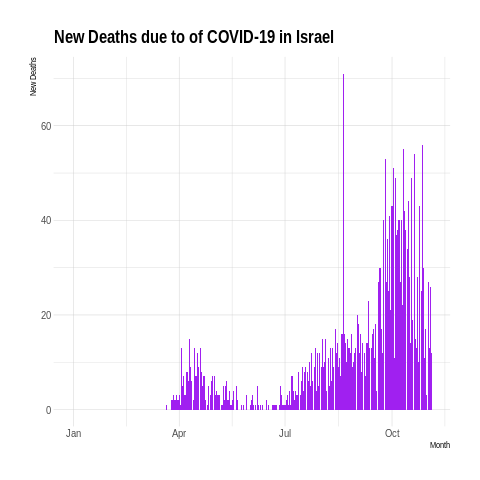 New Deaths due to of COVID-19 in Israel
New Deaths
60
40
20
0
Jan Apr Jul Oct
Month